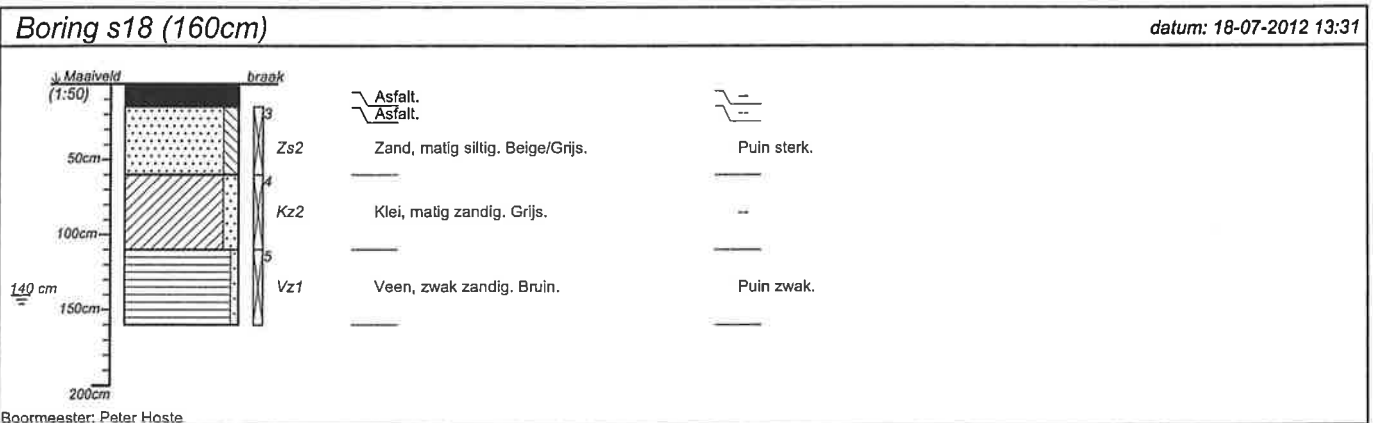 Boring s18 (160cm) datum: 18-07-2012 13:31
Maaiveld braak
(1:50)
Asfalt. --
Asfalt. --
3
Zs2 Zand, matig siltig. Beige/Grijs. Puin sterk.
50cm
4
Kz2 Klei, matig zandig. Grijs. --
100cm
5
140 cm Vz1 Veen, zwak zandig. Bruin. Puin zwak.
150cm
200cm
Boormeester: Peter Hoste